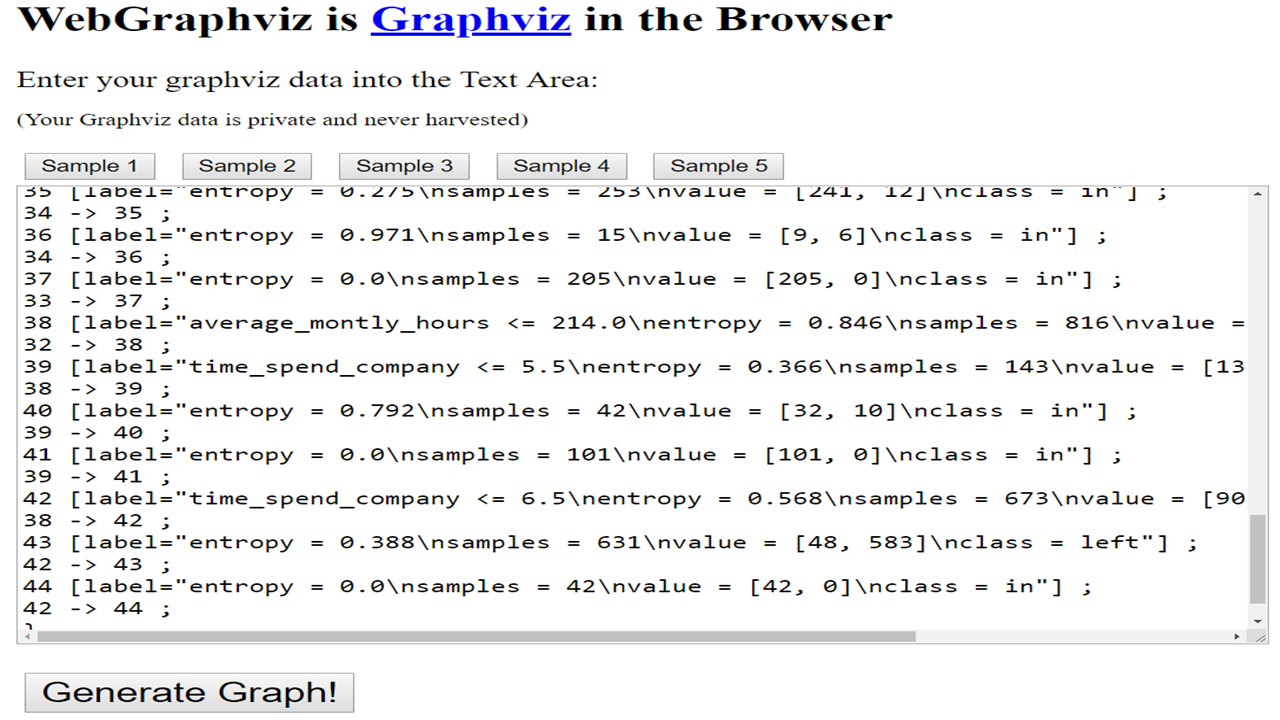 WebGraphviz is Graphviz in the Browser
Enter your graphviz data into the Text Area:
(Your Graphviz data is private and never harvested)
Sample 1 Sample 2 Sample 3 Sample 4 Sample 5
35 [label="entropy = 0.275\nsamples = 253\nvalue = [241, 12]\nclass = in"] ;
34 -> 35 ;
36 [label="entropy = 0.971\nsamples = 15\nvalue = [9, 6]\nclass = in"] ;
34 -> 36 ;
37 [label="entropy = 0.0\nsamples = 205\nvalue = [205, 0]\nclass = in"] ;
33 -> 37 ;
38 [label="average_montly_hours <= 214.0\nentropy = 0.846\nsamples = 816\nvalue =
32 -> 38 ;
39 [label="time_spend_company <= 5.5\nentropy = 0.366\nsamples = 143\nvalue = [13
38 -> 39 ;
40 [label="entropy = 0.792\nsamples = 42\nvalue = [32, 10]\nclass = in"] ;
39 -> 40 ;
41 [label="entropy = 0.0\nsamples = 101\nvalue = [101, 0]\nclass = in"] ;
39 -> 41 ;
42 [label="time_spend_company <= 6.5\nentropy = 0.568\nsamples = 673\nvalue = [90
38 -> 42 ;
43 [label="entropy = 0.388\nsamples = 631\nvalue = [48, 583]\nclass = left"] ;
42 -> 43 ;
44 [label="entropy = 0.0\nsamples = 42\nvalue = [42, 0]\nclass = in"] ;
42 -> 44 ;
}
Generate Graph!